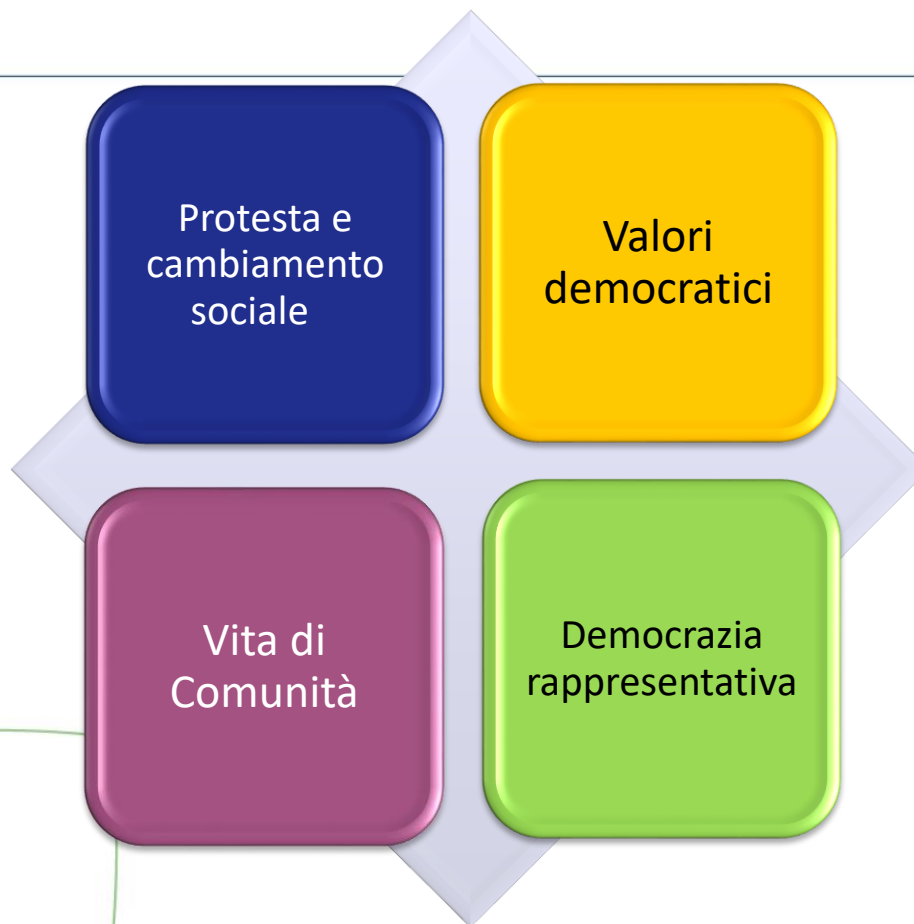 Protesta e
cambiamento
sociale
Valori
democratici
Vita di
Comunità
Democrazia
rappresentativa